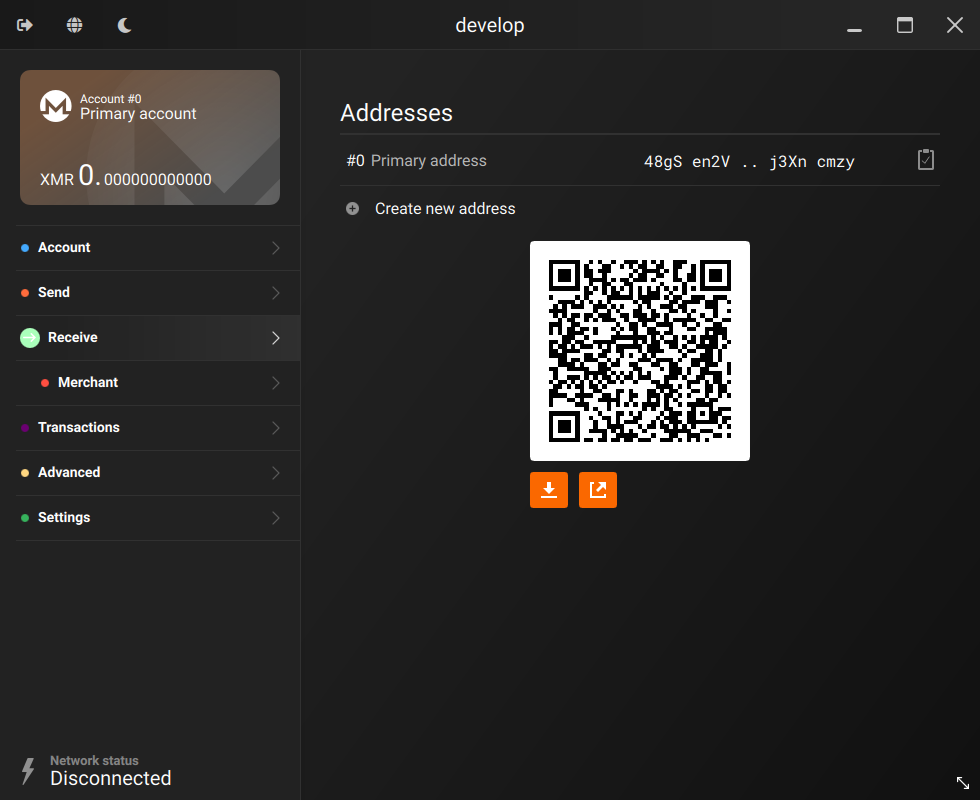 develop
Account #0
Primary account
XMR 0.000000000000
Account
Send
Receive
Merchant
Transactions
Advanced
Settings
Network status
Disconnected
Addresses
#0 Primary address 48gS en2V .. j3Xn cmzy
Create new address